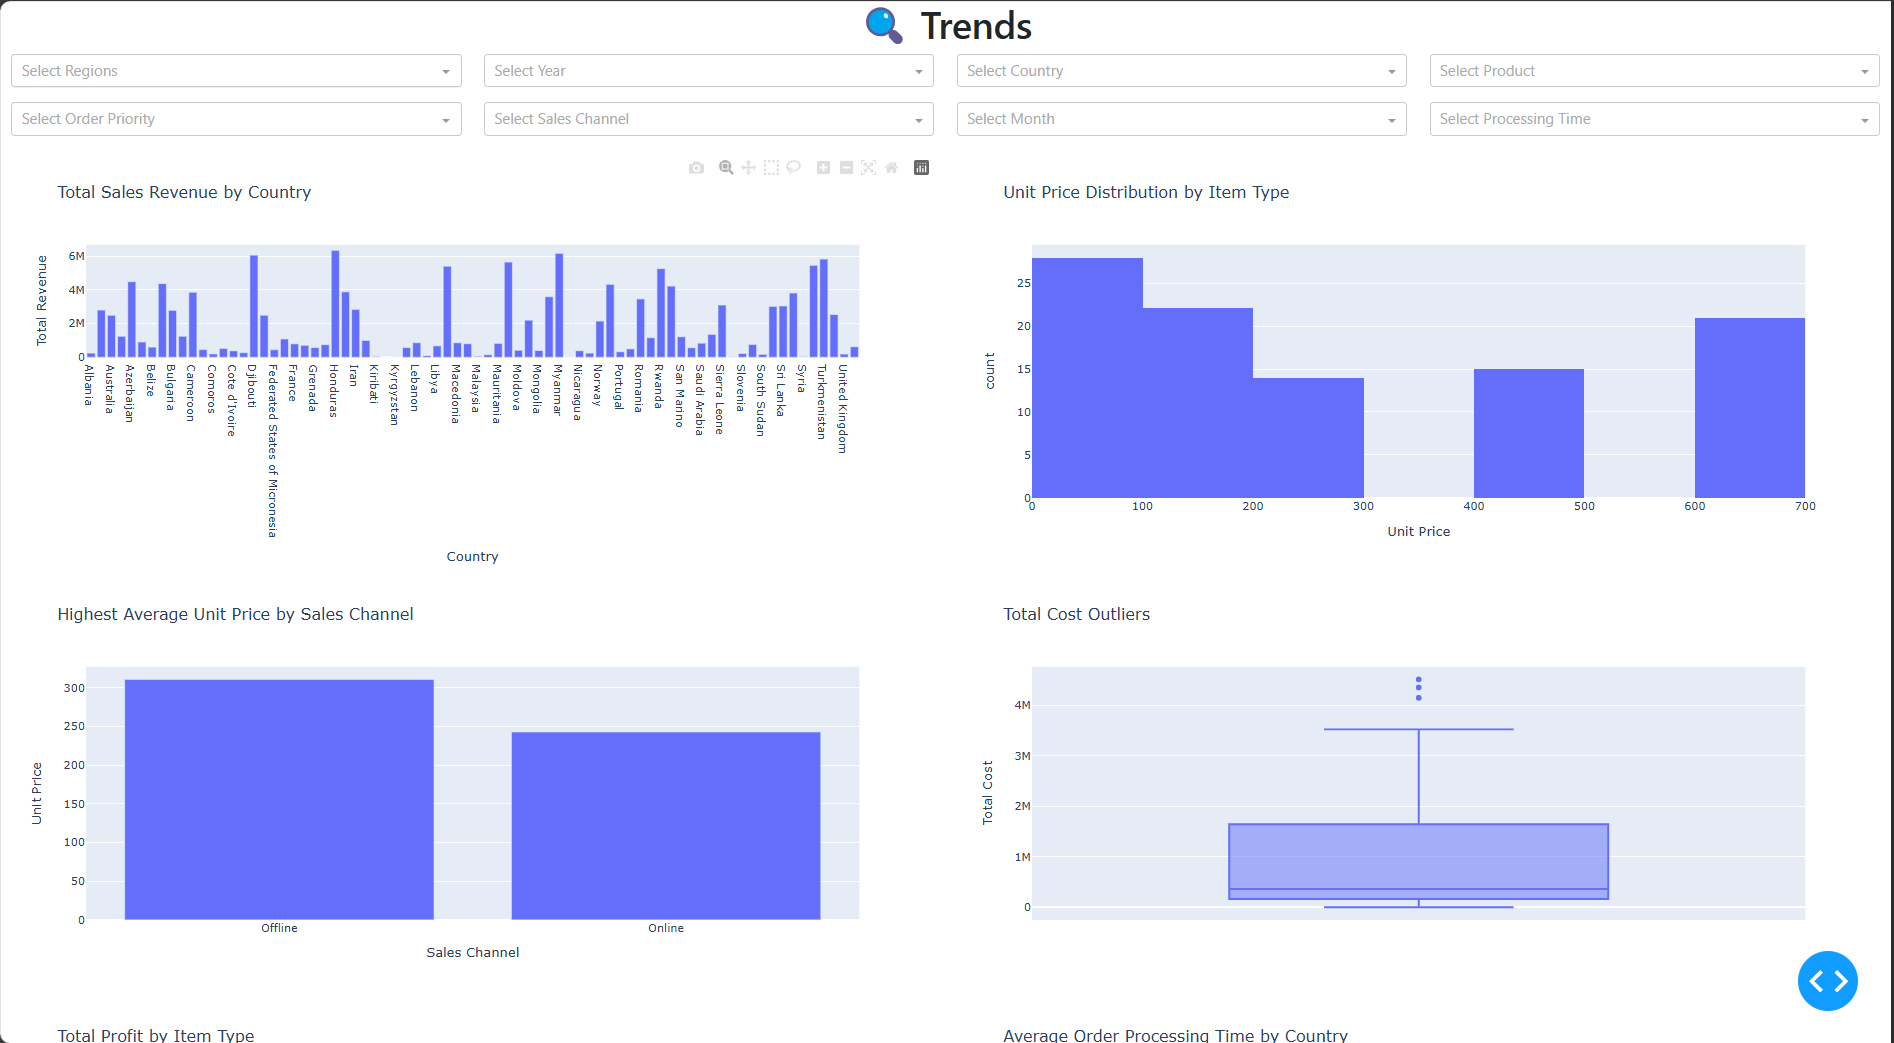 Trends
Select Regions
Select Year
Select Country
Select Product
Select Order Priority
Select Sales Channel
Select Month
Select Processing Time
Total Sales Revenue by Country
Total Revenue
6M
4M
2M
0
Albania
Australia
Azerbaijan
Belize
Bulgaria
Cameroon
Comoros
Cote d'Ivoire
Djibouti
Federated States of Micronesia
France
Grenada
Honduras
Iran
Kiribati
Kyrgyzstan
Lebanon
Libya
Macedonia
Malaysia
Mauritania
Moldova
Mongolia
Myanmar
Nicaragua
Norway
Portugal
Romania
Rwanda
San Marino
Saudi Arabia
Sierra Leone
Slovenia
South Sudan
Sri Lanka
Syria
Turkmenistan
United Kingdom
Country
Unit Price Distribution by Item Type
count
25
20
15
10
5
0
0 100 200 300 400 500 600 700
Unit Price
Highest Average Unit Price by Sales Channel
Unit Price
300
250
200
150
100
50
0
Offline Online
Sales Channel
Total Cost Outliers
Total Cost
4M
3M
2M
1M
0
Total Profit by Item Type
Average Order Processing Time by Country